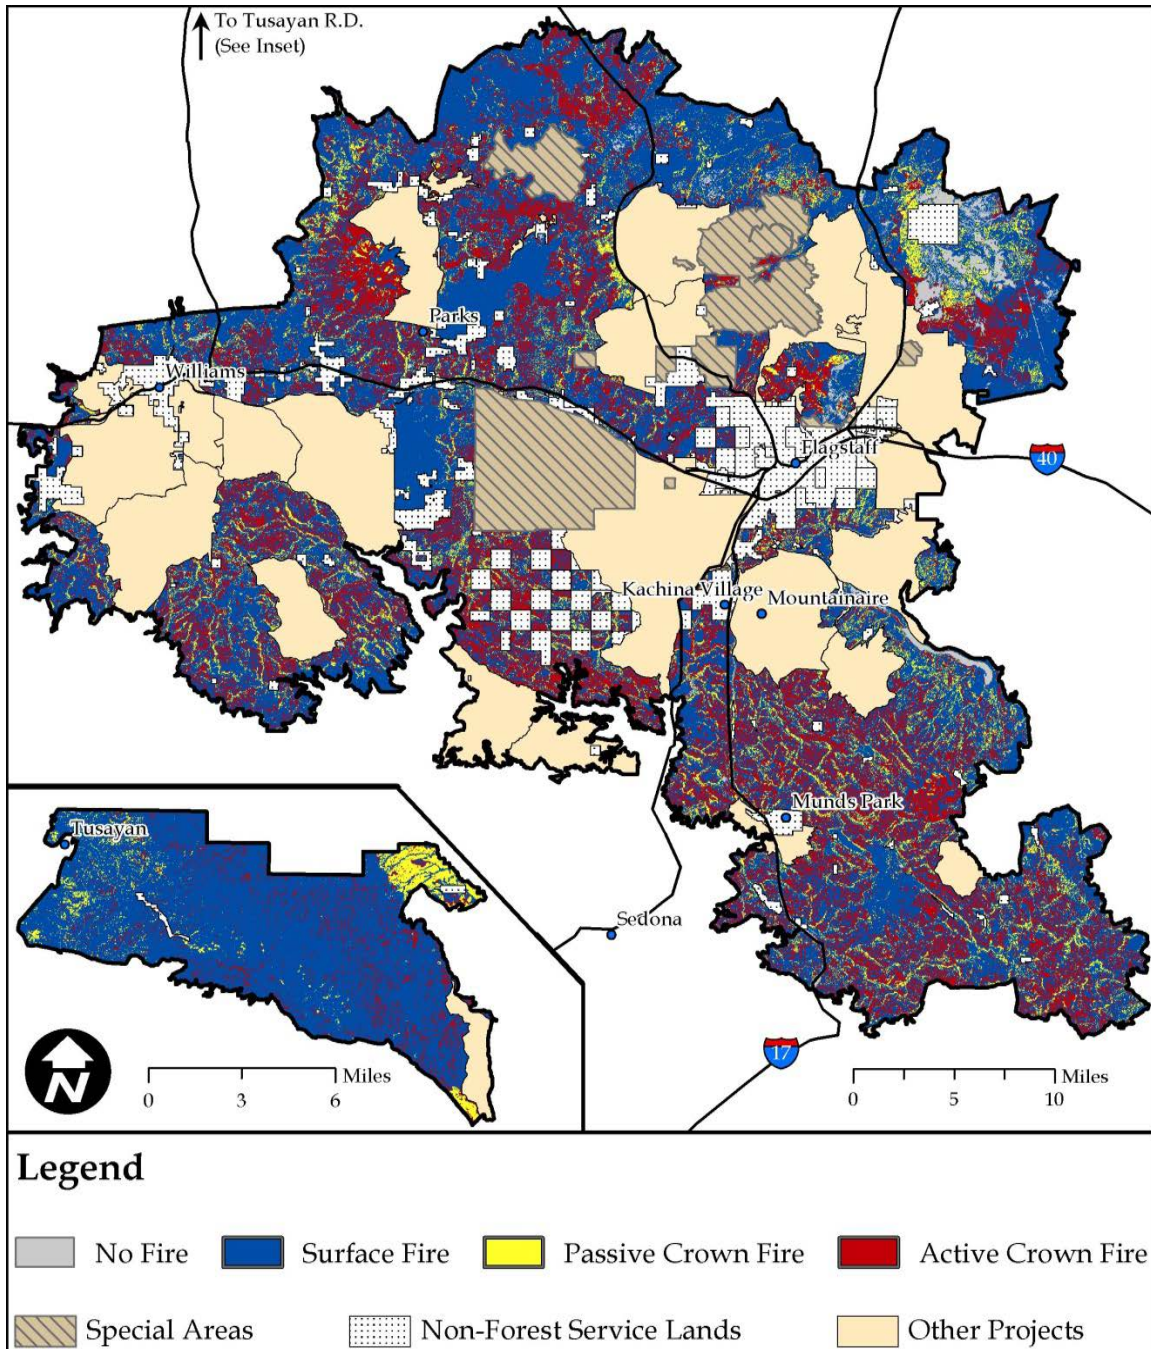 To Tusayan R.D.
(See Inset)
Parks
Williams
Flagstaff
40
Kachina Village
Mountainaire
Munds Park
Tusayan
Sedona
17
N
Miles
0 3 6
Miles
0 5 10
Legend
No Fire Surface Fire Passive Crown Fire Active Crown Fire
Special Areas Non-Forest Service Lands Other Projects